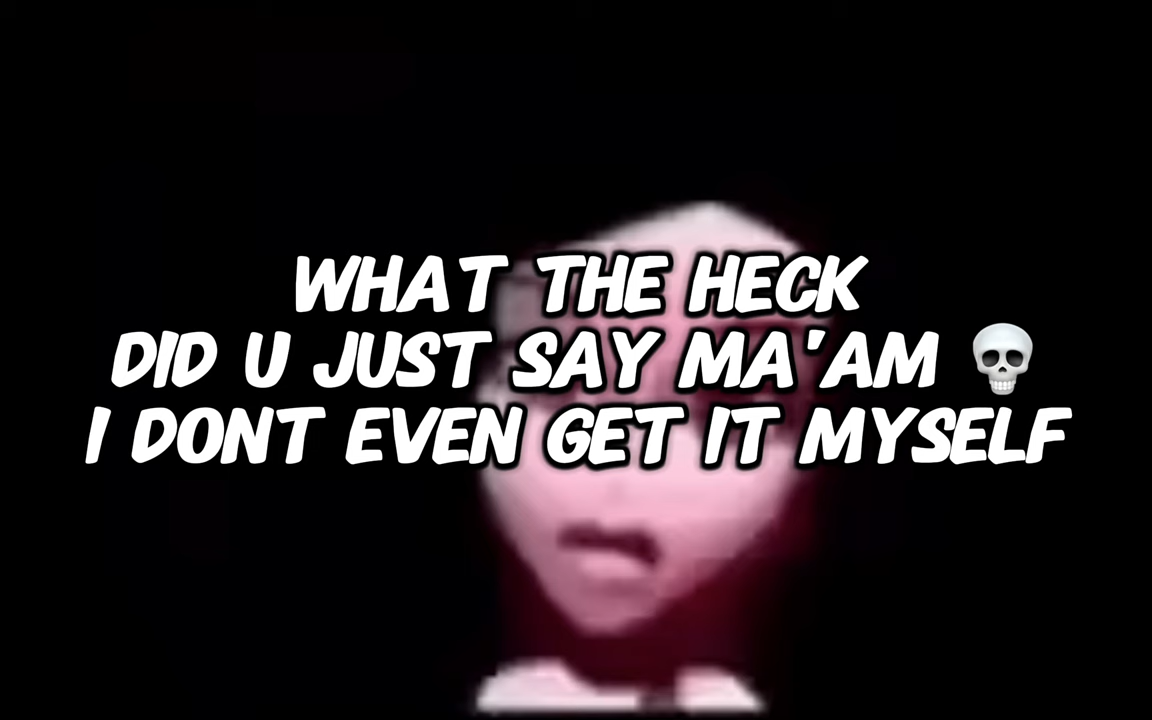 WHAT THE HECK
DID U JUST SAY MA'AM 💀
I DONT EVEN GET IT MYSELF